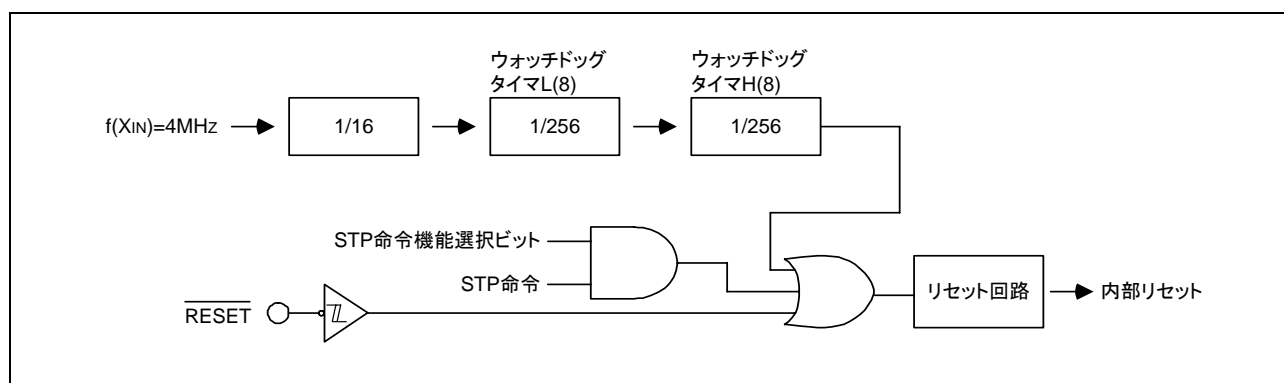 ウォッチドッグ
タイマL(8)
ウォッチドッグ
タイマH(8)
f(XIN)=4MHZ
1/16
1/256
1/256
STP命令機能選択ビット
STP命令
RESET
リセット回路
内部リセット